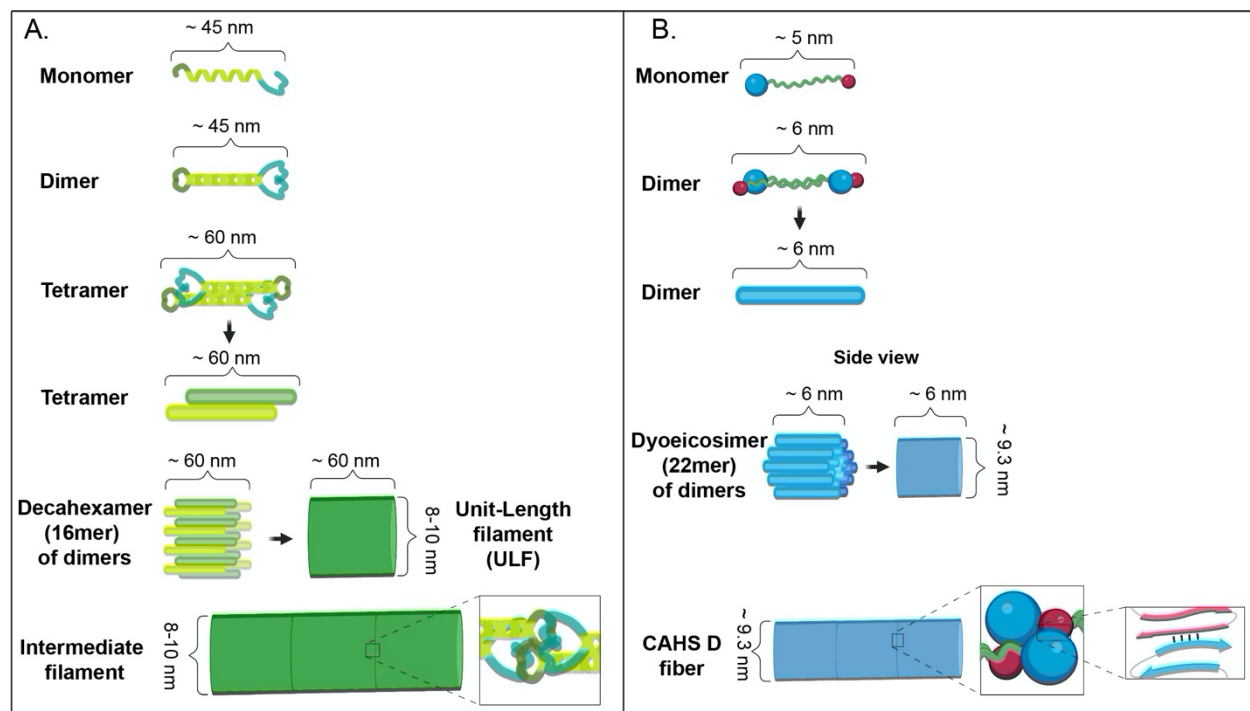 A.
~ 45 nm
Monomer
~ 45 nm
Dimer
~ 60 nm
Tetramer
~ 60 nm
Tetramer
~ 60 nm
~ 60 nm
Decahexamer
(16mer)
of dimers
8-10 nm
Unit-Length
filament
(ULF)
8-10 nm
Intermediate
filament
B.
~ 5 nm
Monomer
~ 6 nm
Dimer
~ 6 nm
Dimer
Side view
~ 6 nm
~ 6 nm
Dyoeicosimer
(22mer)
of dimers
~ 9.3 nm
~ 9.3 nm
CAHS D
fiber